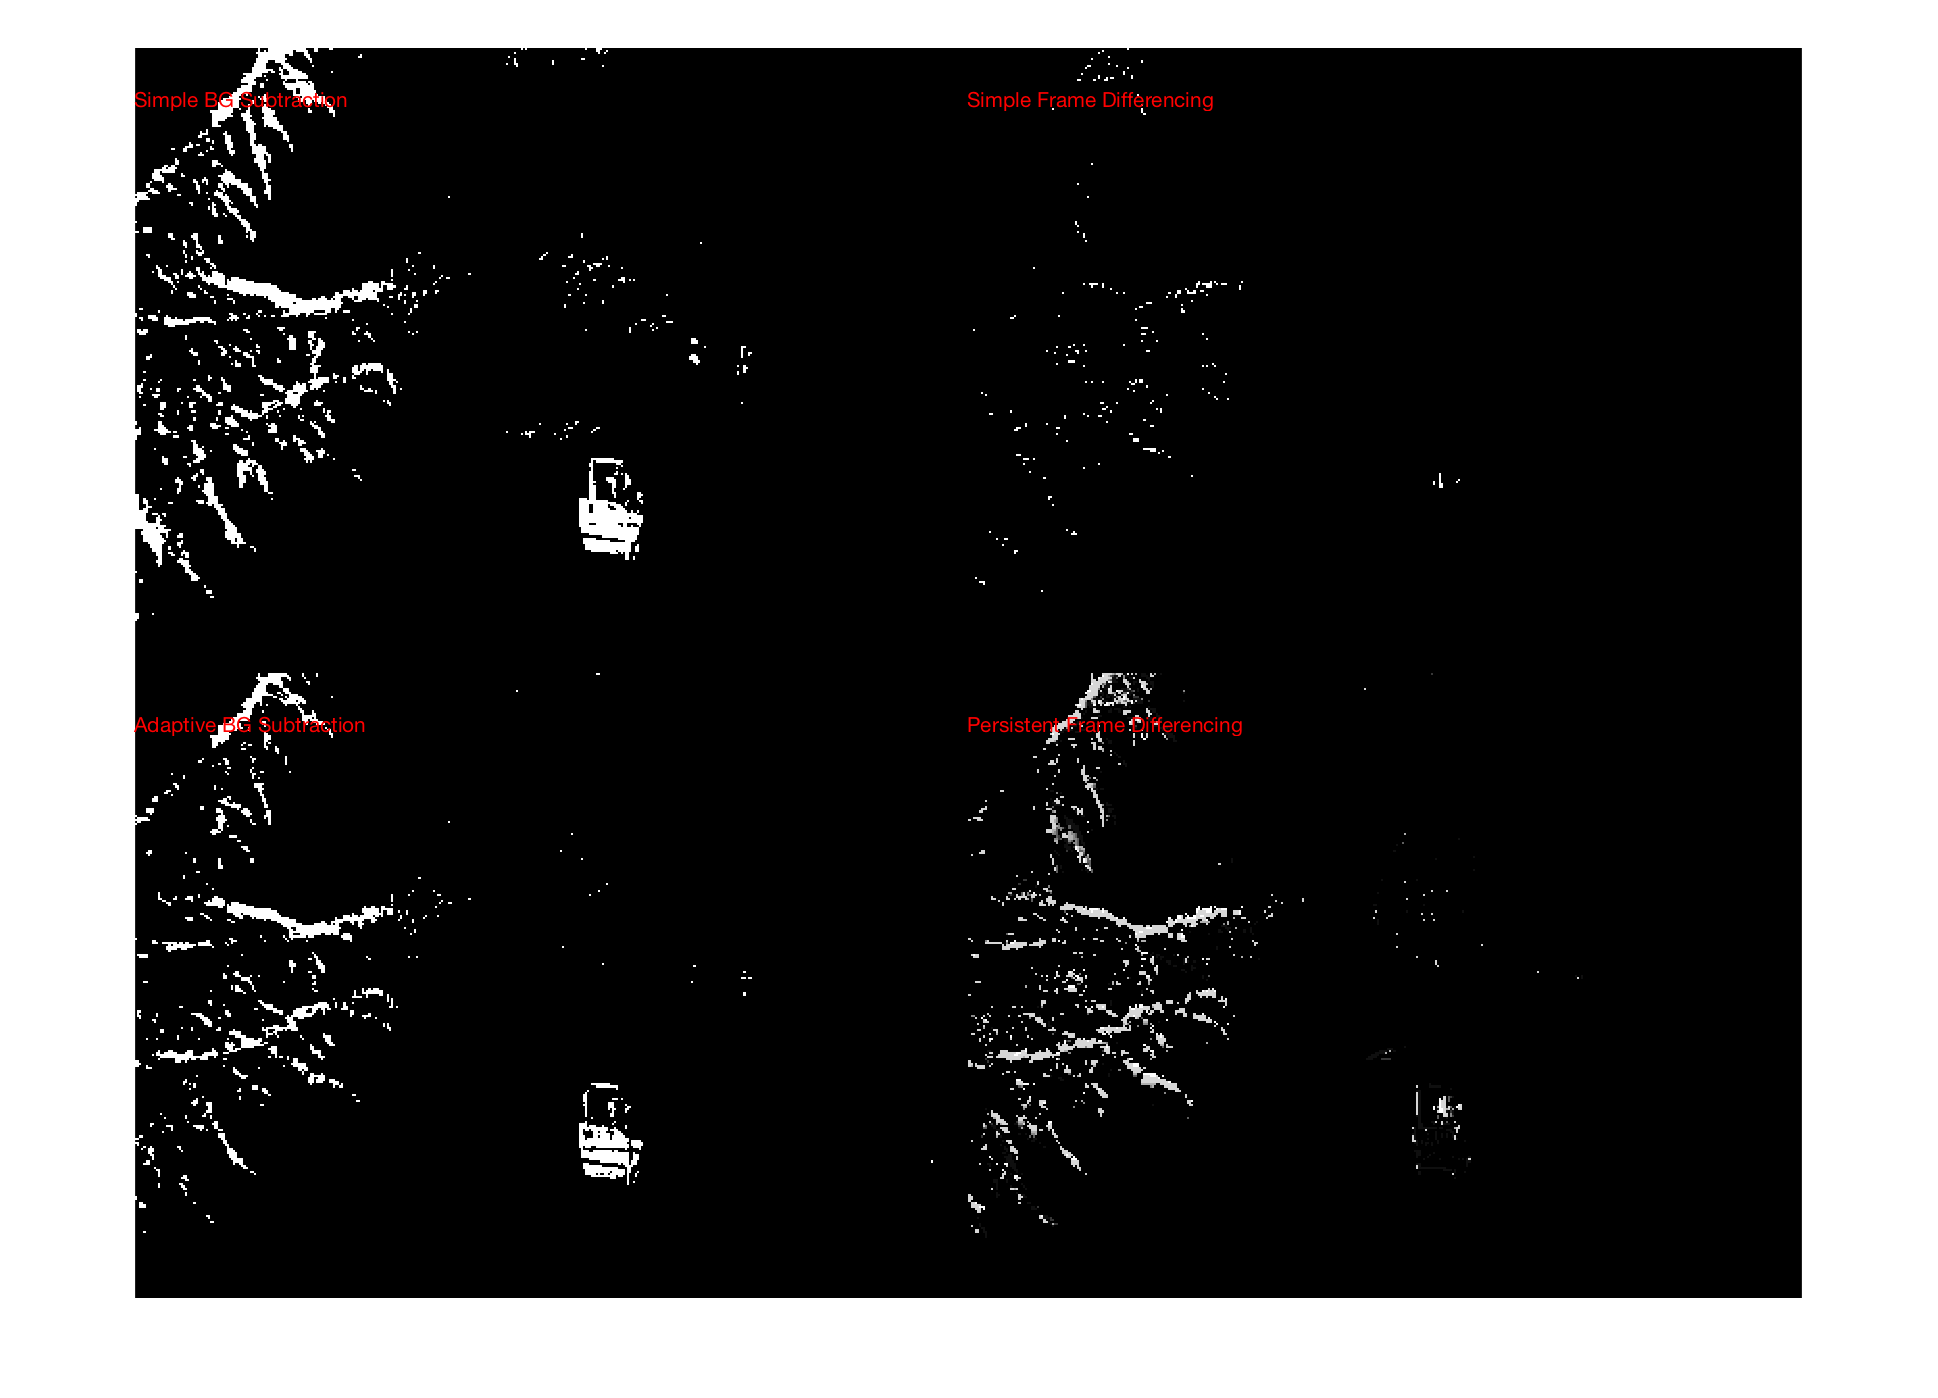 Simple BG Subtraction
Simple Frame Differencing
Adaptive BG Subtraction
Persistent Frame Differencing